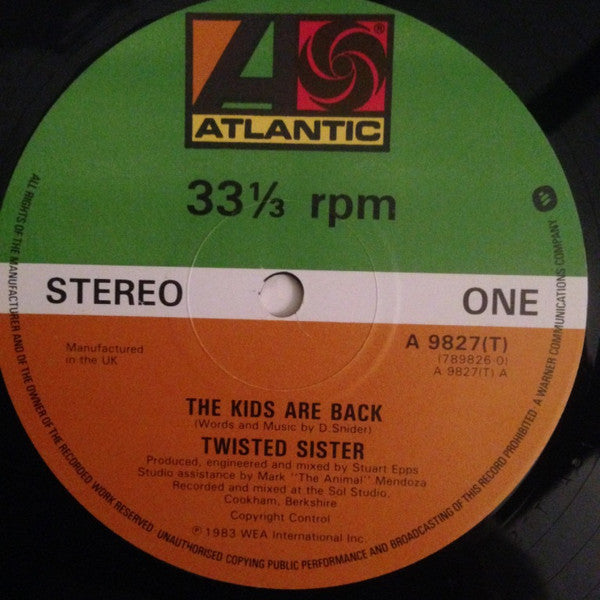 ATLANTIC
®
33⅓ rpm
STEREO
ONE
Manufactured
in the UK
A 9827(T)
(789826-0)
A 9827(T) A
THE KIDS ARE BACK
(Words and Music by D.Snider)
TWISTED SISTER
Produced, engineered and mixed by Stuart Epps
Studio assistance by Mark "The Animal" Mendoza
Recorded and mixed at the Sol Studio,
Cookham, Berkshire
Copyright Control
℗ 1983 WEA International Inc.
ALL RIGHTS OF THE MANUFACTURER AND OF THE OWNER OF THE RECORDED WORK RESERVED. UNAUTHORISED COPYING PUBLIC PERFORMANCE AND BROADCASTING OF THIS RECORD PROHIBITED. A WARNER COMMUNICATIONS COMPANY